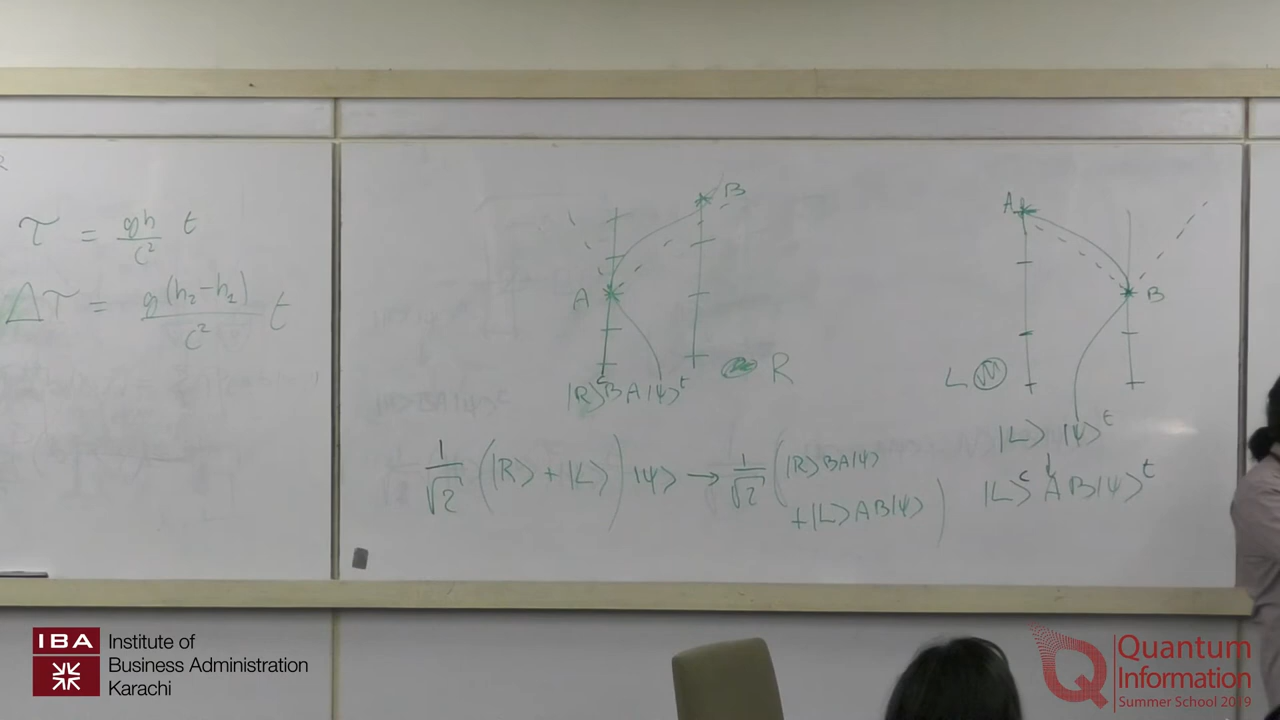 τ = gh/c² t
Δτ = g(h₂-h₁)/c² t
B
A
R
|R⟩ᶜ BA|ψ⟩ᵗ
A
B
L
|L⟩ |ψ⟩ᵗ
↓
|L⟩ᶜ AB|ψ⟩ᵗ
1/√2 (|R⟩ + |L⟩) |ψ⟩ → 1/√2 (|R⟩BA|ψ⟩
+|L⟩AB|ψ⟩)
IBA
Institute of
Business Administration
Karachi
Quantum
Information
Summer School 2019